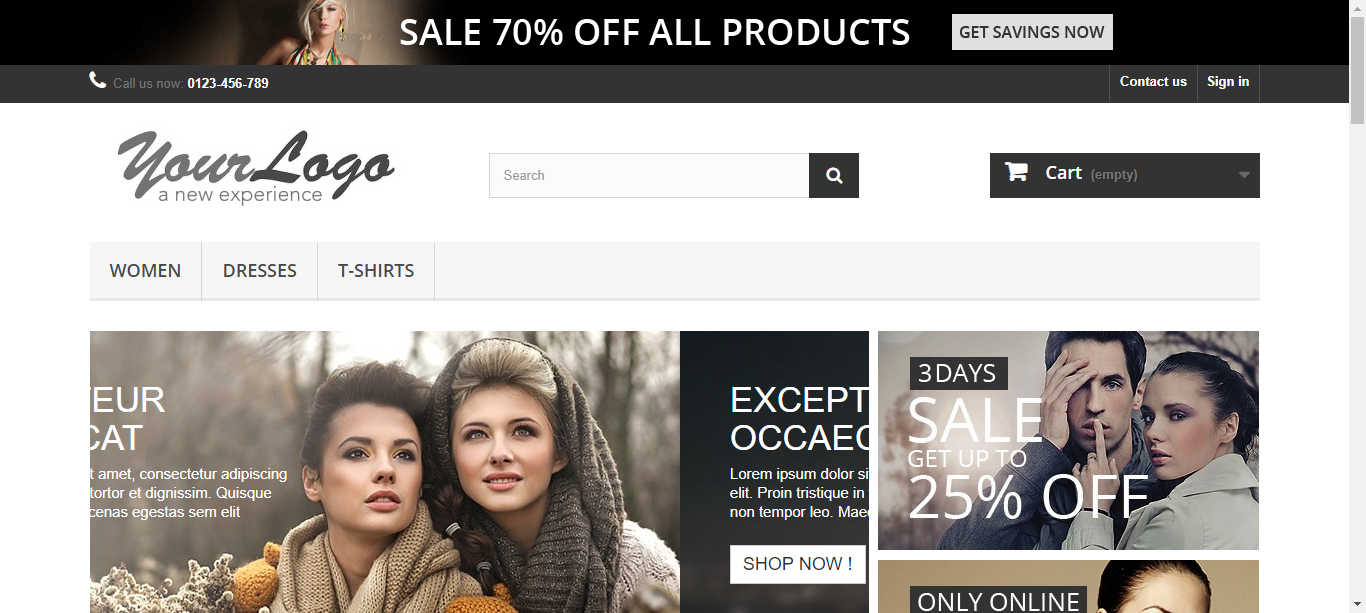 SALE 70% OFF ALL PRODUCTS
GET SAVINGS NOW
Call us now: 0123-456-789
Contact us
Sign in
YourLogo
a new experience
Search
Cart (empty)
WOMEN
DRESSES
T-SHIRTS
EUR
CAT
t amet, consectetur adipiscing
tortor et dignissim. Quisque
cenas egestas sem elit
EXCEPT
OCCAEC
Lorem ipsum dolor si
elit. Proin tristique in
non tempor leo. Maec
SHOP NOW !
3 DAYS
SALE
GET UP TO
25% OFF
ONLY ONLINE